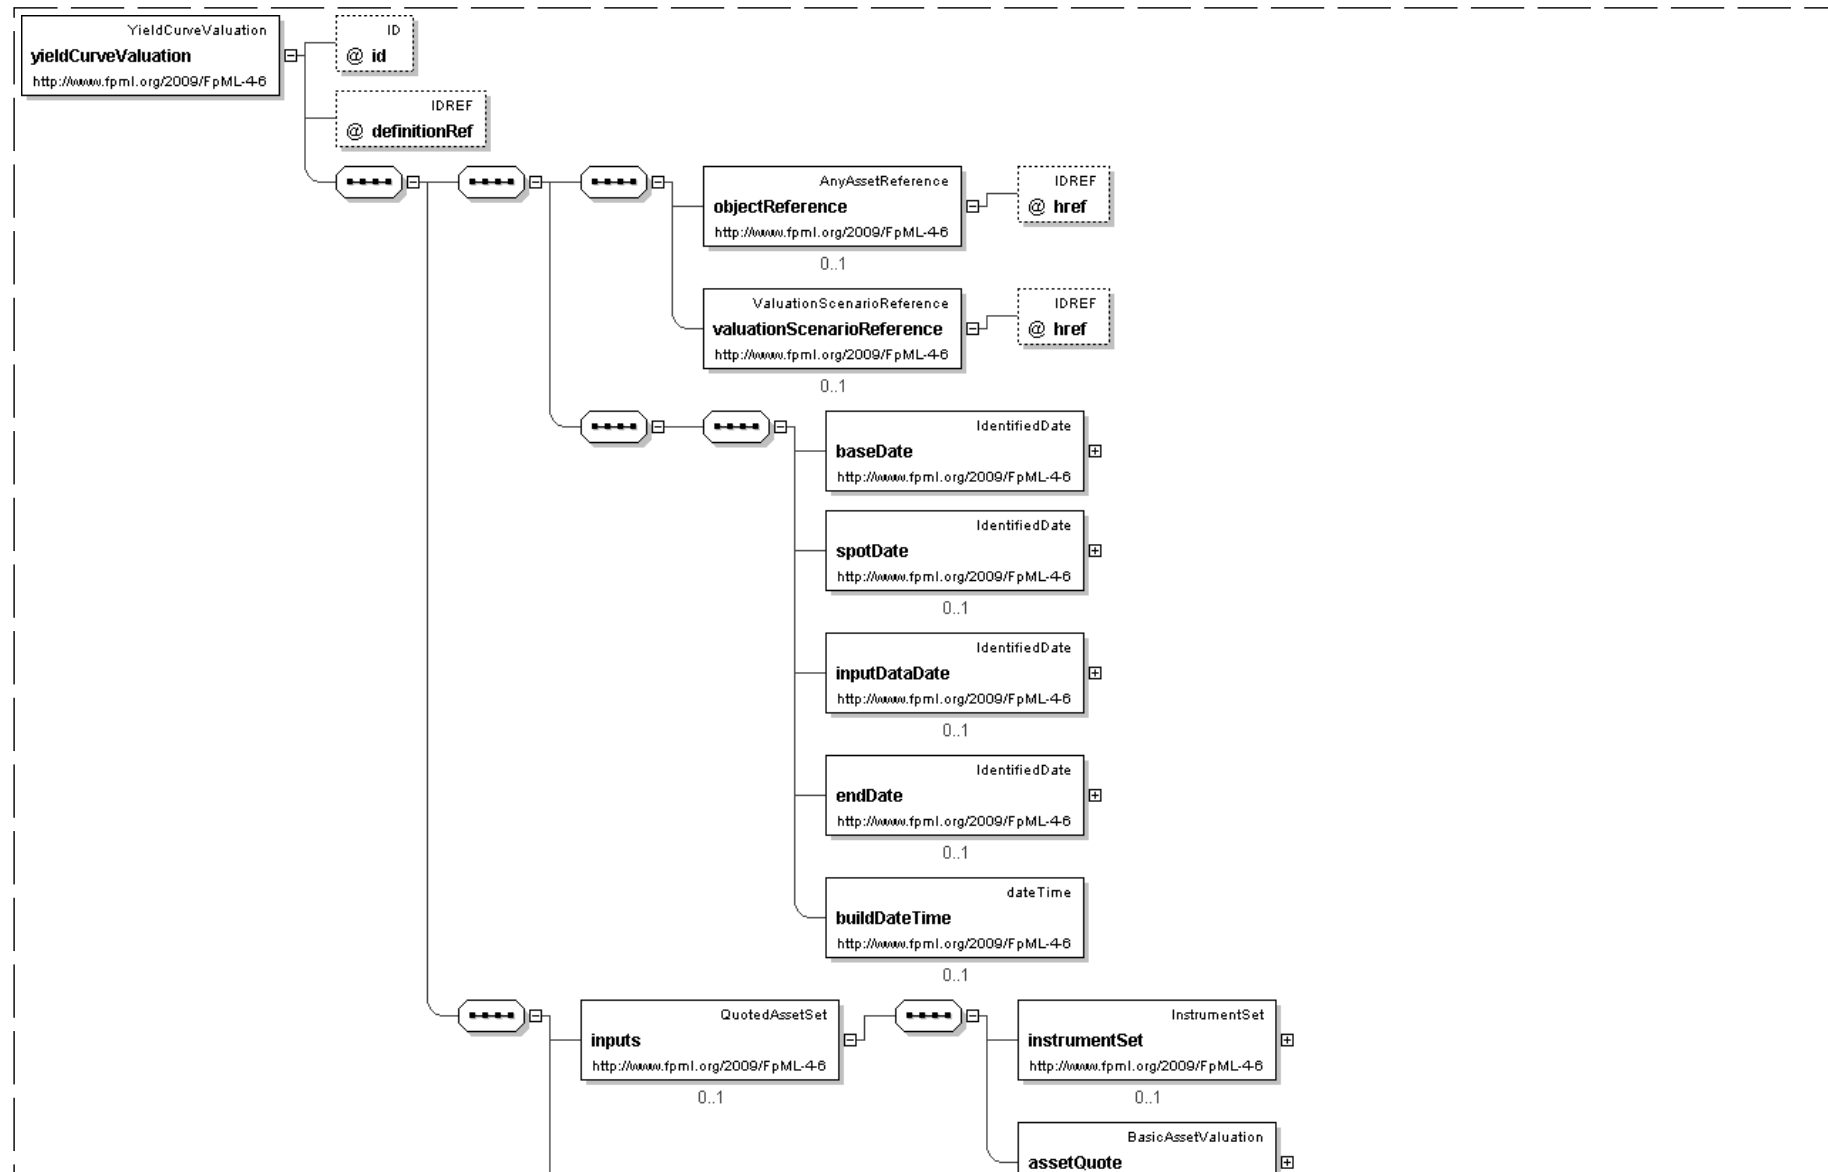 YieldCurveValuation
yieldCurveValuation
http://www.fpml.org/2009/FpML-4-6
ID
@ id
IDREF
@ definitionRef
AnyAssetReference
objectReference
http://www.fpml.org/2009/FpML-4-6
0..1
IDREF
@ href
ValuationScenarioReference
valuationScenarioReference
http://www.fpml.org/2009/FpML-4-6
0..1
IDREF
@ href
IdentifiedDate
baseDate
http://www.fpml.org/2009/FpML-4-6
IdentifiedDate
spotDate
http://www.fpml.org/2009/FpML-4-6
0..1
IdentifiedDate
inputDataDate
http://www.fpml.org/2009/FpML-4-6
0..1
IdentifiedDate
endDate
http://www.fpml.org/2009/FpML-4-6
0..1
dateTime
buildDateTime
http://www.fpml.org/2009/FpML-4-6
0..1
QuotedAssetSet
inputs
http://www.fpml.org/2009/FpML-4-6
0..1
InstrumentSet
instrumentSet
http://www.fpml.org/2009/FpML-4-6
0..1
BasicAssetValuation
assetQuote